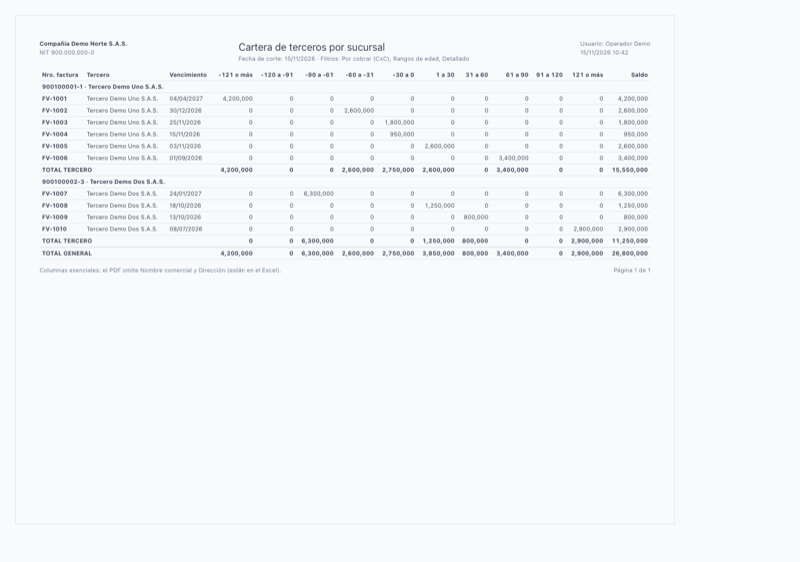 Compañía Demo Norte S.A.S.
NIT 900.000.000-0
Cartera de terceros por sucursal
Fecha de corte: 15/11/2026 · Filtros: Por cobrar (CxC), Rangos de edad, Detallado
Usuario: Operador Demo
15/11/2026 10:42
Nro. factura Tercero Vencimiento -121 o más -120 a -91 -90 a -61 -60 a -31 -30 a 0 1 a 30 31 a 60 61 a 90 91 a 120 121 o más Saldo
900100001-1 · Tercero Demo Uno S.A.S.
FV-1001 Tercero Demo Uno S.A.S. 04/04/2027 4,200,000 0 0 0 0 0 0 0 0 0 4,200,000
FV-1002 Tercero Demo Uno S.A.S. 30/12/2026 0 0 0 2,600,000 0 0 0 0 0 0 2,600,000
FV-1003 Tercero Demo Uno S.A.S. 25/11/2026 0 0 0 0 1,800,000 0 0 0 0 0 1,800,000
FV-1004 Tercero Demo Uno S.A.S. 15/11/2026 0 0 0 0 950,000 0 0 0 0 0 950,000
FV-1005 Tercero Demo Uno S.A.S. 03/11/2026 0 0 0 0 0 2,600,000 0 0 0 0 2,600,000
FV-1006 Tercero Demo Uno S.A.S. 01/09/2026 0 0 0 0 0 0 0 3,400,000 0 0 3,400,000
TOTAL TERCERO 4,200,000 0 0 2,600,000 2,750,000 2,600,000 0 3,400,000 0 0 15,550,000
900100002-3 · Tercero Demo Dos S.A.S.
FV-1007 Tercero Demo Dos S.A.S. 24/01/2027 0 0 6,300,000 0 0 0 0 0 0 0 6,300,000
FV-1008 Tercero Demo Dos S.A.S. 18/10/2026 0 0 0 0 0 1,250,000 0 0 0 0 1,250,000
FV-1009 Tercero Demo Dos S.A.S. 13/10/2026 0 0 0 0 0 0 800,000 0 0 0 800,000
FV-1010 Tercero Demo Dos S.A.S. 08/07/2026 0 0 0 0 0 0 0 0 0 2,900,000 2,900,000
TOTAL TERCERO 0 0 6,300,000 0 0 1,250,000 800,000 0 0 2,900,000 11,250,000
TOTAL GENERAL 4,200,000 0 6,300,000 2,600,000 2,750,000 3,850,000 800,000 3,400,000 0 2,900,000 26,800,000
Columnas esenciales: el PDF omite Nombre comercial y Dirección (están en el Excel).
Página 1 de 1